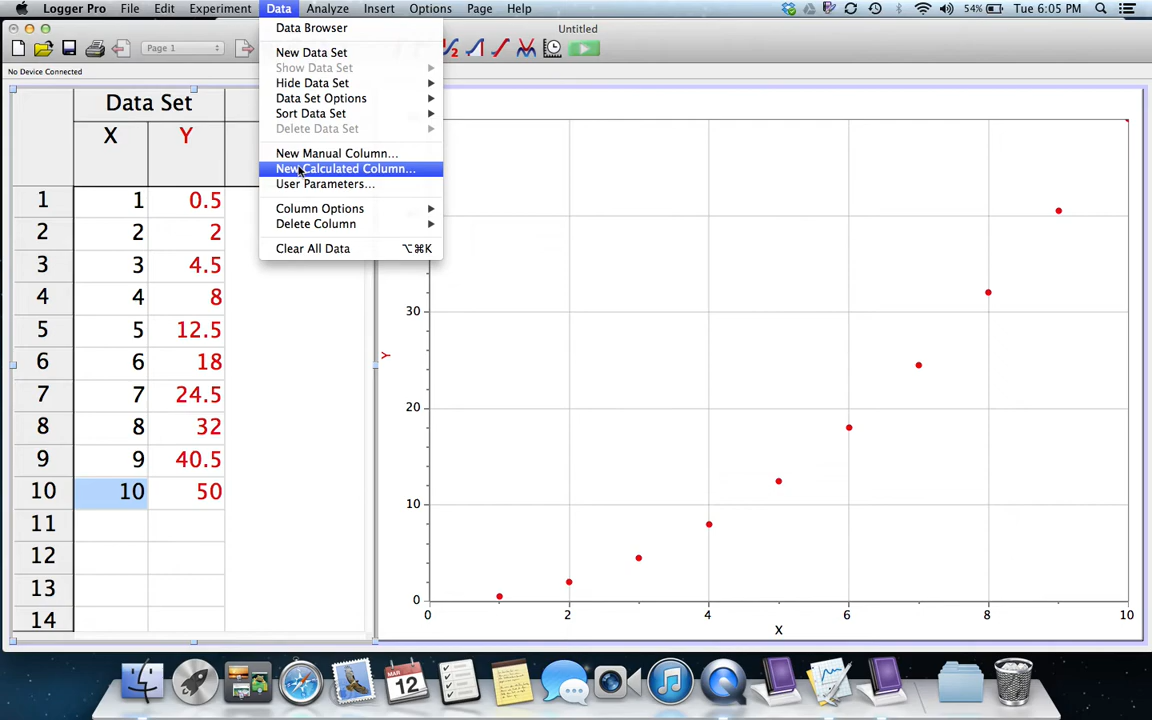 Logger Pro File Edit Experiment Data Analyze Insert Options Page Help 54% Tue 6:05 PM
Untitled
Page 1
No Device Connected
Data Browser
New Data Set
Show Data Set
Hide Data Set
Data Set Options
Sort Data Set
Delete Data Set
New Manual Column...
New Calculated Column...
User Parameters...
Column Options
Delete Column
Clear All Data ⌥⌘K
Data Set
X Y
1 1 0.5
2 2 2
3 3 4.5
4 4 8
5 5 12.5
6 6 18
7 7 24.5
8 8 32
9 9 40.5
10 10 50
11
12
13
14
30
Y
20
10
0
0 2 4 6 8 10
X
MAR
12